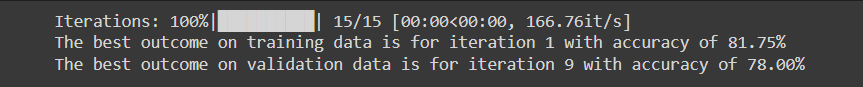 Iterations: 100%|██████████| 15/15 [00:00<00:00, 166.76it/s]
The best outcome on training data is for iteration 1 with accuracy of 81.75%
The best outcome on validation data is for iteration 9 with accuracy of 78.00%